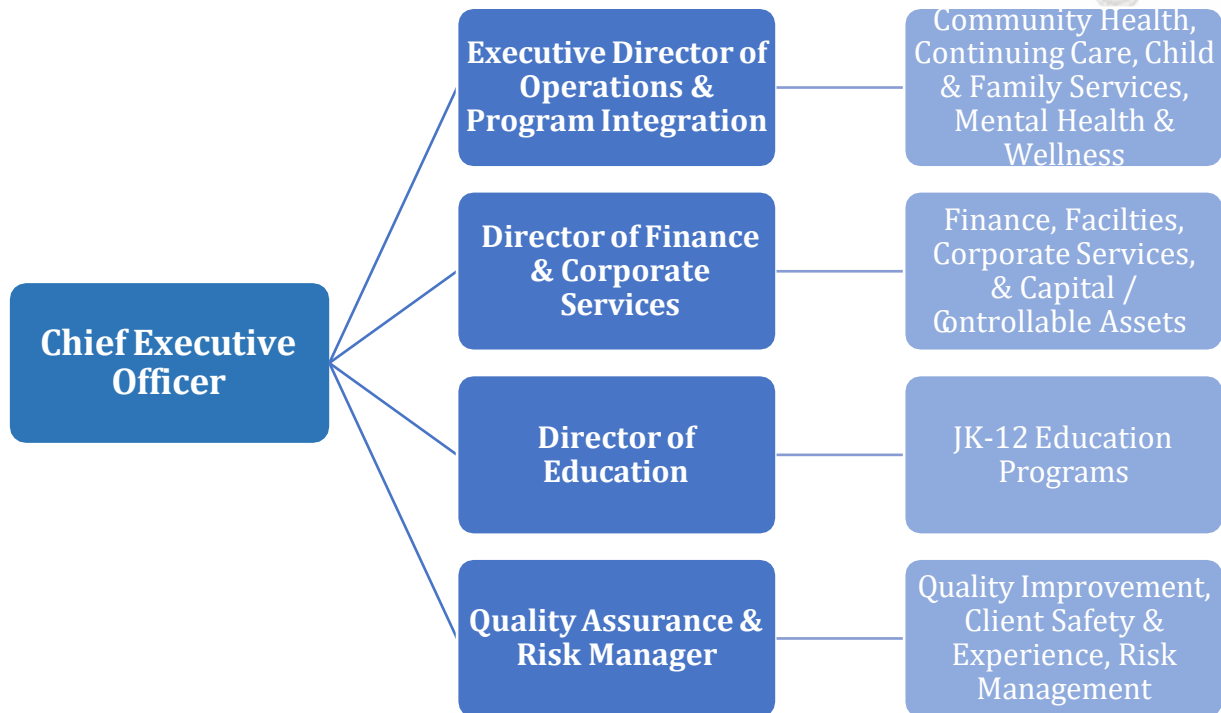 Chief Executive
Officer
Executive Director of
Operations &
Program Integration
Community Health,
Continuing Care, Child
& Family Services,
Mental Health &
Wellness
Director of Finance
& Corporate
Services
Finance, Facilties,
Corporate Services,
& Capital /
Controllable Assets
Director of
Education
JK-12 Education
Programs
Quality Assurance &
Risk Manager
Quality Improvement,
Client Safety &
Experience, Risk
Management